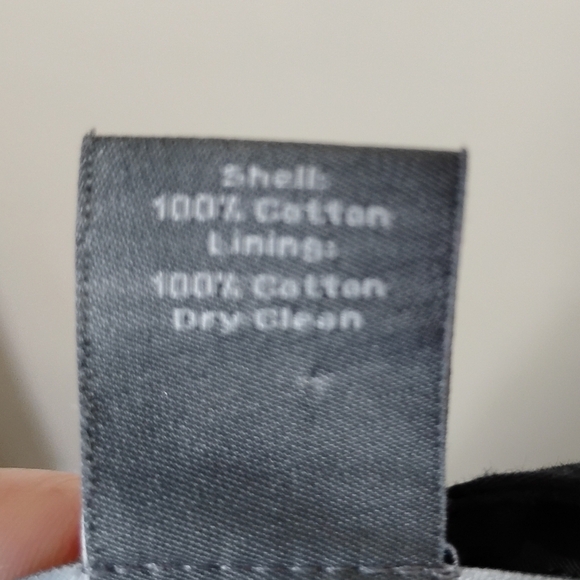 Shell:
100% Cotton
Lining:
100% Cotton
Dry Clean